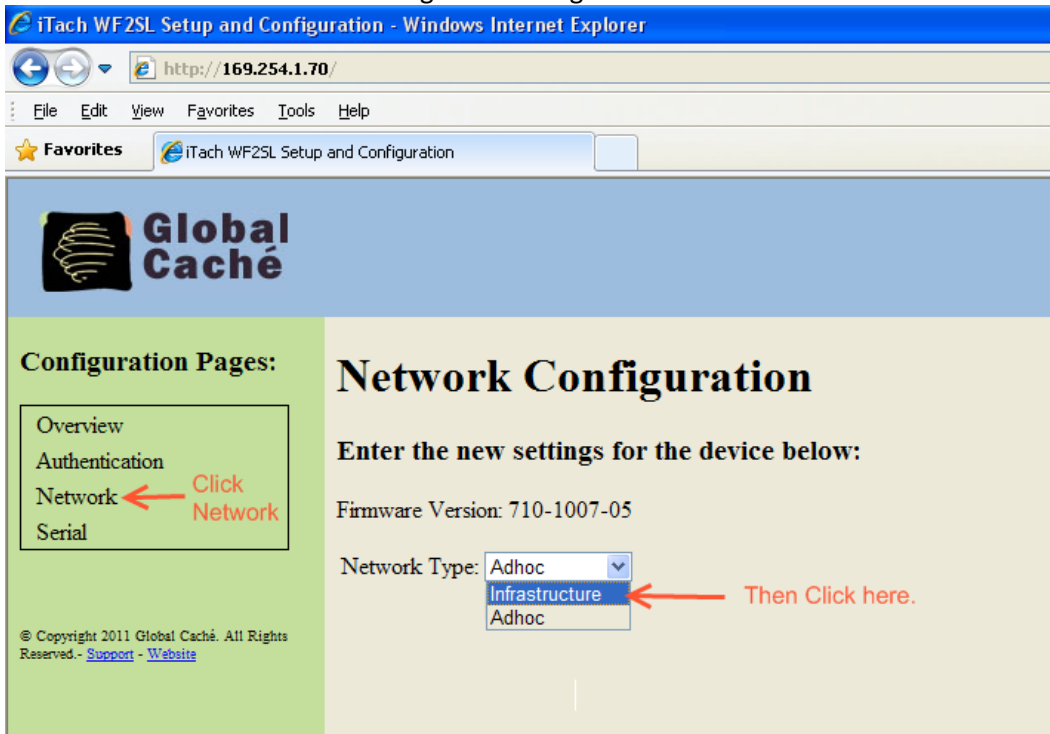 iTach WF2SL Setup and Configuration - Windows Internet Explorer
http://169.254.1.70/
File Edit View Favorites Tools Help
Favorites iTach WF2SL Setup and Configuration
Global
Caché
Configuration Pages:
Overview
Authentication
Network
Serial
Click
Network
© Copyright 2011 Global Caché. All Rights
Reserved.- Support - Website
Network Configuration
Enter the new settings for the device below:
Firmware Version: 710-1007-05
Network Type: Adhoc
Infrastructure
Adhoc
Then Click here.